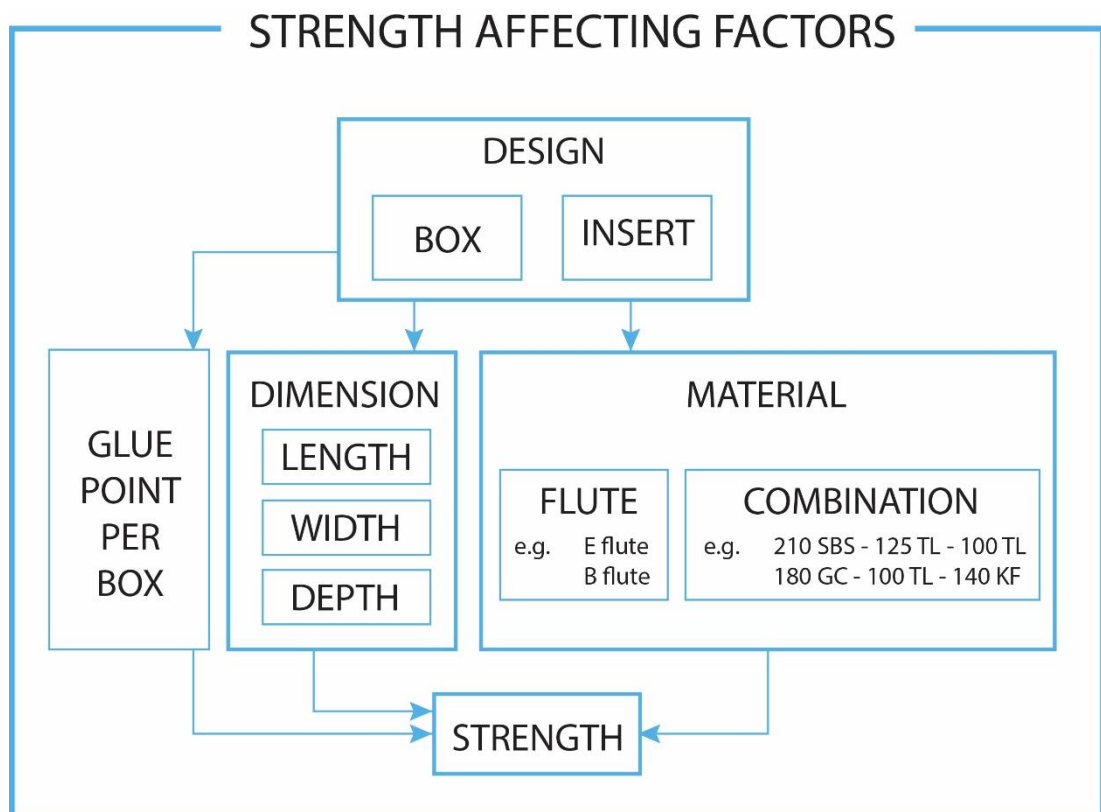 STRENGTH AFFECTING FACTORS
DESIGN
BOX
INSERT
GLUE
POINT
PER
BOX
DIMENSION
LENGTH
WIDTH
DEPTH
MATERIAL
FLUTE
e.g. E flute
B flute
COMBINATION
e.g. 210 SBS - 125 TL - 100 TL
180 GC - 100 TL - 140 KF
STRENGTH